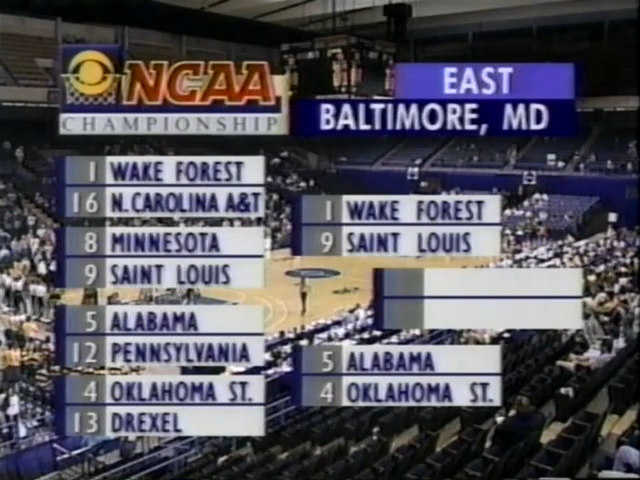 NCAA
CHAMPIONSHIP
EAST
BALTIMORE, MD
1 WAKE FOREST
16 N. CAROLINA A&T
8 MINNESOTA
9 SAINT LOUIS
5 ALABAMA
12 PENNSYLVANIA
4 OKLAHOMA ST.
13 DREXEL
1 WAKE FOREST
9 SAINT LOUIS
5 ALABAMA
4 OKLAHOMA ST.